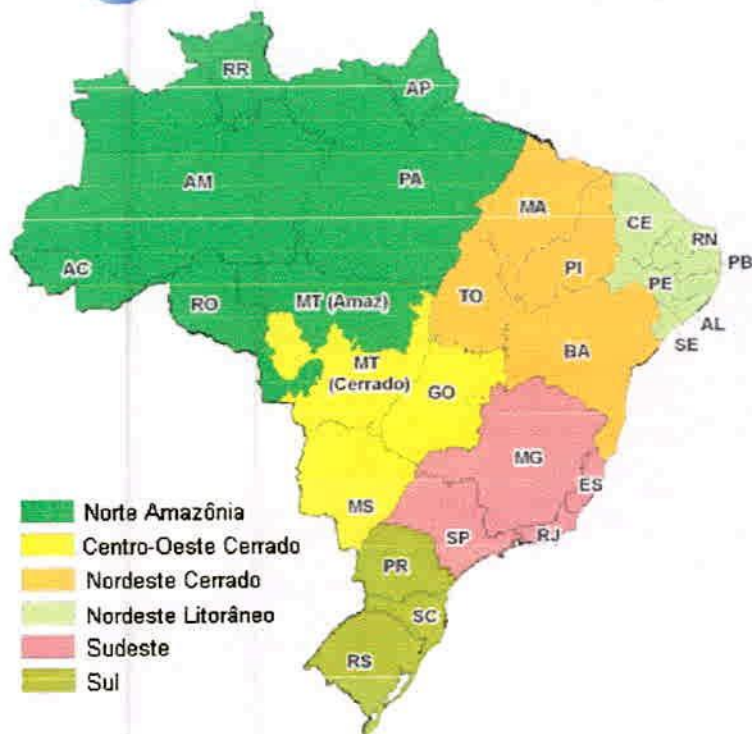 RR
AP
AM
PA
MA
CE
RN
PB
AC
PI
PE
RO
MT (Amaz)
TO
AL
SE
BA
MT
(Cerrado)
GO
MG
ES
MS
SP
RJ
PR
SC
RS
Norte Amazônia
Centro-Oeste Cerrado
Nordeste Cerrado
Nordeste Litorâneo
Sudeste
Sul